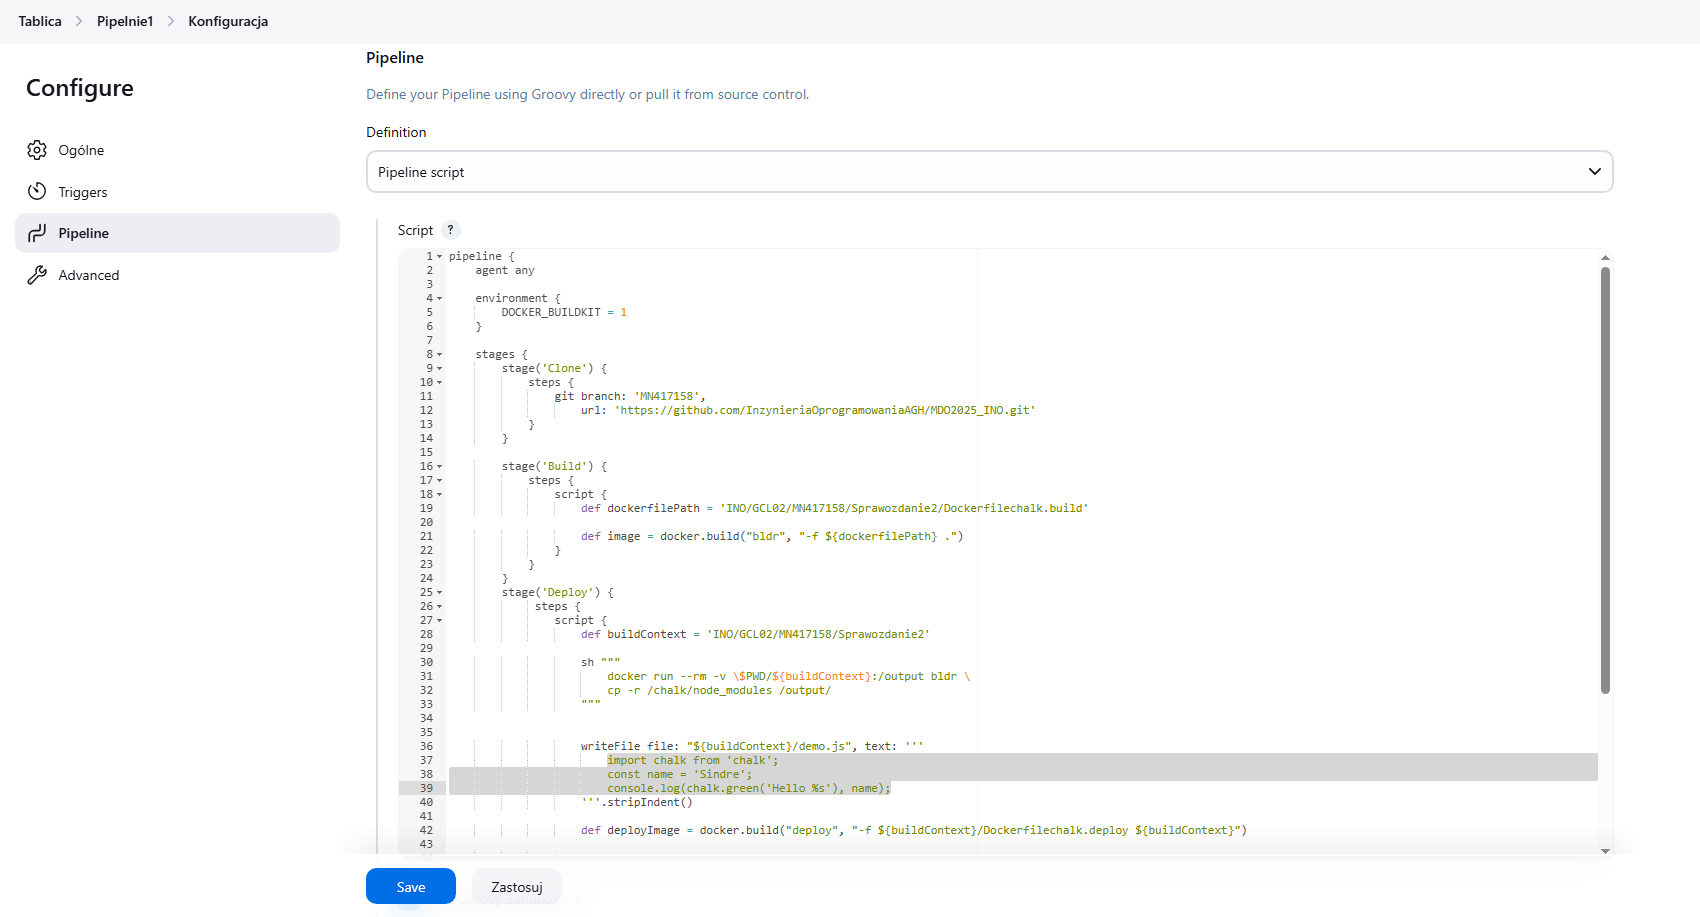 Tablica > Pipelnie1 > Konfiguracja
Configure
Ogólne
Triggers
Pipeline
Advanced
Pipeline
Define your Pipeline using Groovy directly or pull it from source control.
Definition
Pipeline script
Script ?
1 pipeline {
2     agent any
3
4     environment {
5         DOCKER_BUILDKIT = 1
6     }
7
8     stages {
9         stage('Clone') {
10             steps {
11                 git branch: 'MN417158',
12                     url: 'https://github.com/InzynieriaOprogramowaniaAGH/MDO2025_INO.git'
13             }
14         }
15
16         stage('Build') {
17             steps {
18                 script {
19                     def dockerfilePath = 'INO/GCL02/MN417158/Sprawozdanie2/Dockerfilechalk.build'
20
21                     def image = docker.build("bldr", "-f ${dockerfilePath} .")
22                 }
23             }
24         }
25         stage('Deploy') {
26              steps {
27                 script {
28                     def buildContext = 'INO/GCL02/MN417158/Sprawozdanie2'
29
30                     sh """
31                         docker run --rm -v \$PWD/${buildContext}:/output bldr \
32                         cp -r /chalk/node_modules /output/
33                     """
34
35
36                     writeFile file: "${buildContext}/demo.js", text: '''
37                         import chalk from 'chalk';
38                         const name = 'Sindre';
39                         console.log(chalk.green('Hello %s'), name);
40                     '''.stripIndent()
41
42                     def deployImage = docker.build("deploy", "-f ${buildContext}/Dockerfilechalk.deploy ${buildContext}")
43
Save
Zastosuj